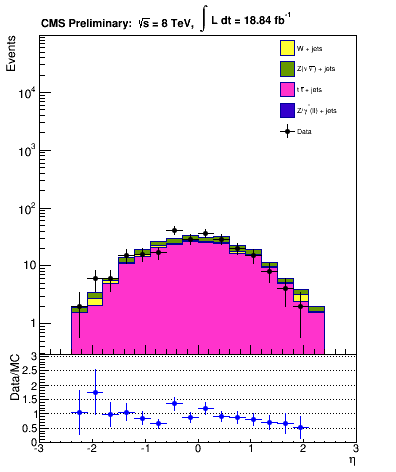 CMS Preliminary: √s = 8 TeV, ∫ L dt = 18.84 fb⁻¹
Events
W + jets
Z(ν ν̅) + jets
t t̅ + jets
Z/γ*(ll) + jets
Data
10⁴
10³
10²
10
1
Data/MC
3
2.5
2
1.5
1
0.5
0
-3 -2 -1 0 1 2 3
η